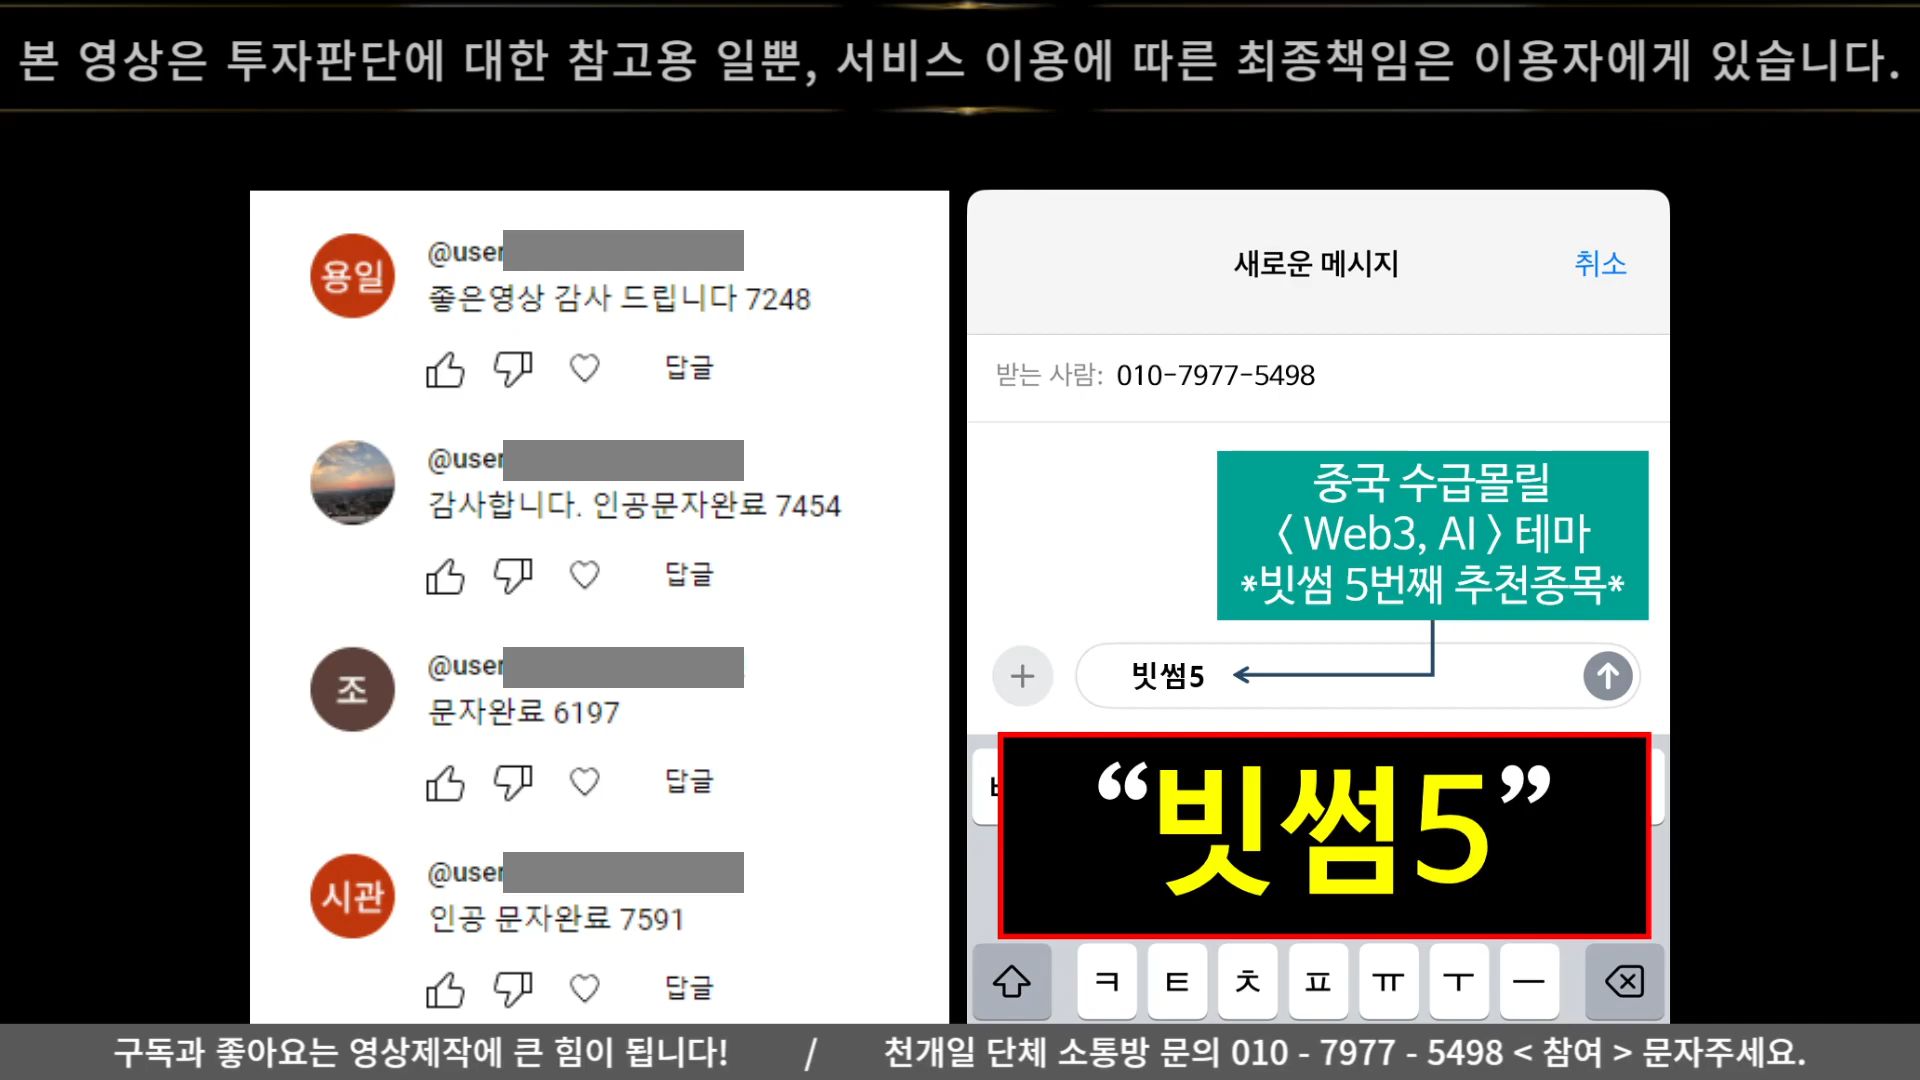 본 영상은 투자판단에 대한 참고용 일뿐, 서비스 이용에 따른 최종책임은 이용자에게 있습니다.
용일
@user
좋은영상 감사 드립니다 7248
답글
@user
감사합니다. 인공문자완료 7454
답글
조
@user
문자완료 6197
답글
시관
@user
인공 문자완료 7591
답글
새로운 메시지
취소
받는 사람: 010-7977-5498
중국 수급몰릴
< Web3, AI > 테마
*빗썸 5번째 추천종목*
빗썸5
“빗썸5”
ㅋ ㅌ ㅊ ㅍ ㅠ ㅜ ㅡ
구독과 좋아요는 영상제작에 큰 힘이 됩니다! / 천개일 단체 소통방 문의 010 - 7977 - 5498 < 참여 > 문자주세요.